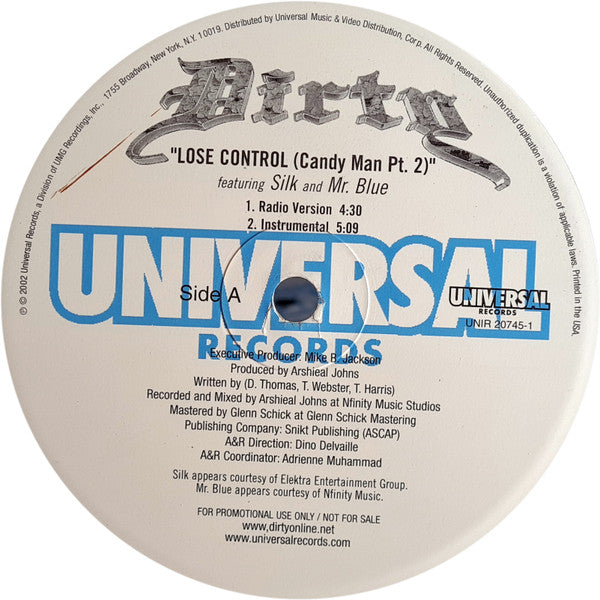 ℗ © 2002 Universal Records, a Division of UMG Recordings, Inc., 1755 Broadway, New York, N.Y. 10019. Distributed by Universal Music & Video Distribution, Corp. All Rights Reserved. Unauthorized duplication is a violation of applicable laws. Printed in the USA.
Dirty
"LOSE CONTROL (Candy Man Pt. 2)"
featuring Silk and Mr. Blue
1. Radio Version 4:30
2. Instrumental 5:09
UNIVERSAL
RECORDS
Side A
UNIVERSAL
RECORDS
UNIR 20745-1
Executive Producer: Mike B. Jackson
Produced by Arshieal Johns
Written by (D. Thomas, T. Webster, T. Harris)
Recorded and Mixed by Arshieal Johns at Nfinity Music Studios
Mastered by Glenn Schick at Glenn Schick Mastering
Publishing Company: Snikt Publishing (ASCAP)
A&R Direction: Dino Delvaille
A&R Coordinator: Adrienne Muhammad
Silk appears courtesy of Elektra Entertainment Group.
Mr. Blue appears courtesy of Nfinity Music.
FOR PROMOTIONAL USE ONLY / NOT FOR SALE
www.dirtyonline.net
www.universalrecords.com